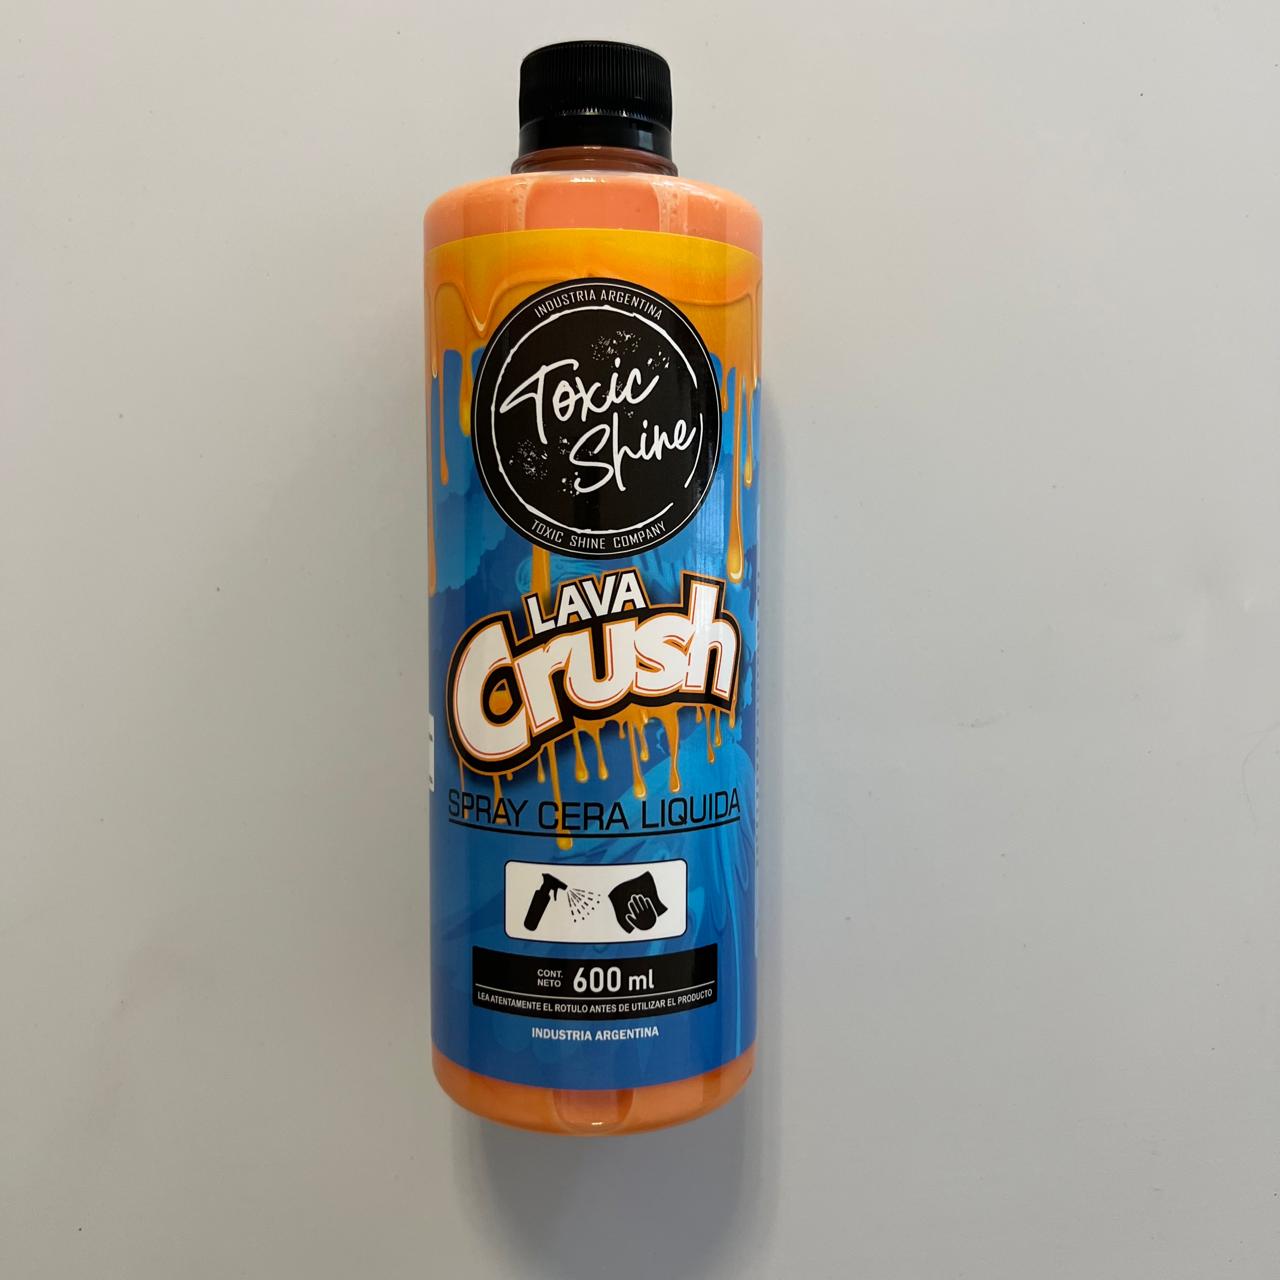 INDUSTRIA ARGENTINA
Toxic
Shine
TOXIC SHINE COMPANY
LAVA
Crush
SPRAY CERA LIQUIDA
CONT.
NETO
600 ml
LEA ATENTAMENTE EL ROTULO ANTES DE UTILIZAR EL PRODUCTO
INDUSTRIA ARGENTINA